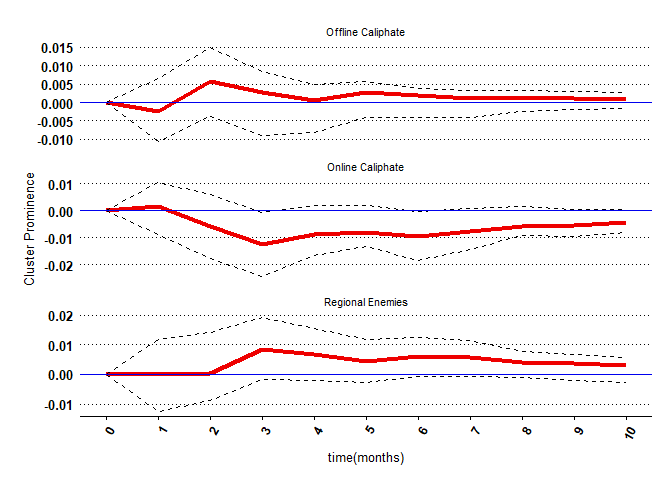 Offline Caliphate
0.015
0.010
0.005
0.000
-0.005
-0.010
Online Caliphate
0.01
0.00
-0.01
-0.02
Cluster Prominence
Regional Enemies
0.02
0.01
0.00
-0.01
0 1 2 3 4 5 6 7 8 9 10
time(months)